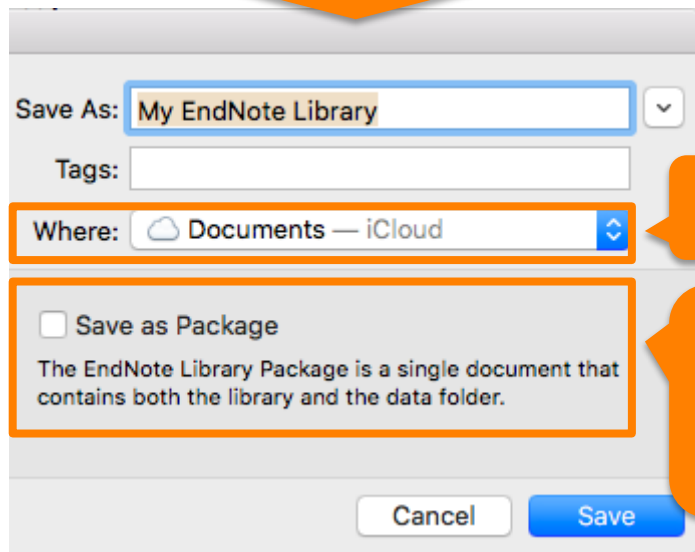 Save As: My EndNote Library
Tags:
Where: Documents — iCloud
Save as Package
The EndNote Library Package is a single document that
contains both the library and the data folder.
Cancel Save